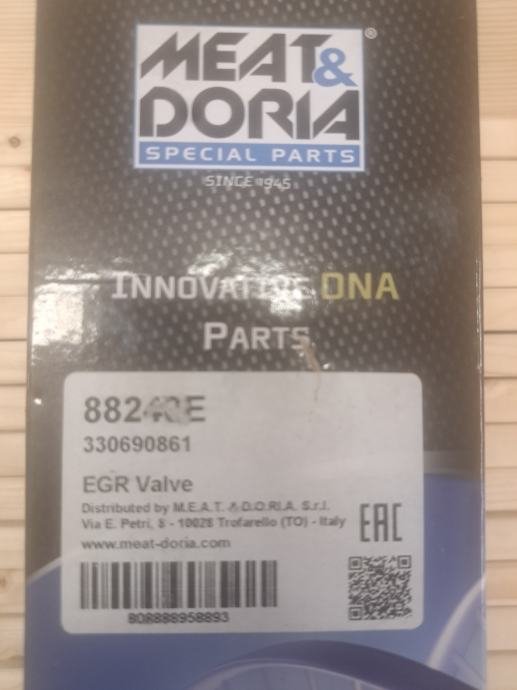 MEAT&
DORIA
®
SPECIAL PARTS
SINCE 1945
INNOVATIVE DNA
PARTS
330690861
EGR Valve
Distributed by M.E.A.T. & D.O.R.I.A. S.r.l.
Via E. Petri, 8 - 10028 Trofarello (TO) - Italy
www.meat-doria.com
EAC
808888958893